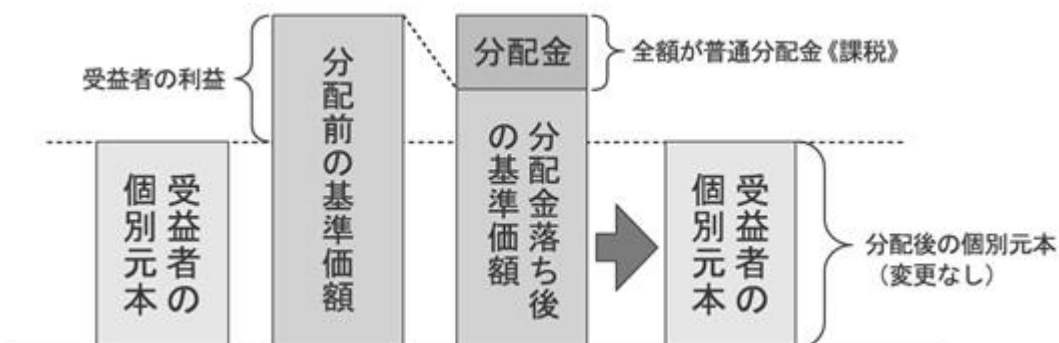 受益者の利益
受益者の
個別元本
分配前の基準価額
分配金
全額が普通分配金《課税》
分配金落ち後
の基準価額
受益者の
個別元本
分配後の個別元本
（変更なし）